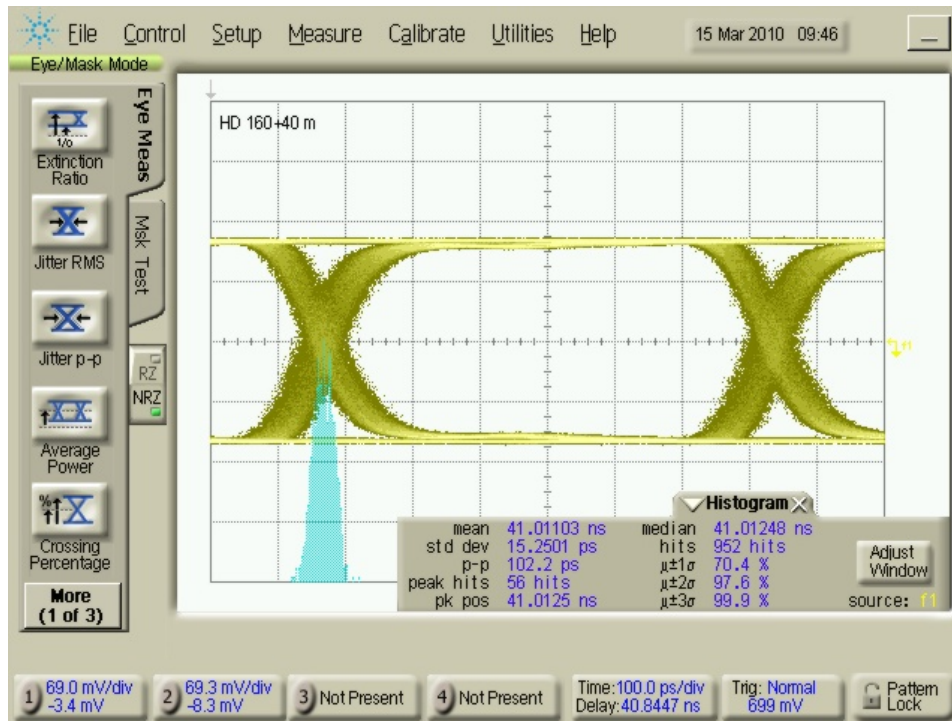 File Control Setup Measure Calibrate Utilities Help 15 Mar 2010 09:46
Eye/Mask Mode
Eye Meas
Msk Test
1/0
Extinction
Ratio
Jitter RMS
Jitter p-p
Average
Power
%
Crossing
Percentage
More
(1 of 3)
RZ
NRZ
HD 160+40 m
f1
Histogram
mean 41.01103 ns median 41.01248 ns
std dev 15.2501 ps hits 952 hits
p-p 102.2 ps μ±1σ 70.4 %
peak hits 56 hits μ±2σ 97.6 %
pk pos 41.0125 ns μ±3σ 99.9 %
Adjust
Window
source: f1
1 69.0 mV/div
-3.4 mV
2 69.3 mV/div
-8.3 mV
3 Not Present
4 Not Present
Time:100.0 ps/div
Delay:40.8447 ns
Trig: Normal
699 mV
Pattern
Lock